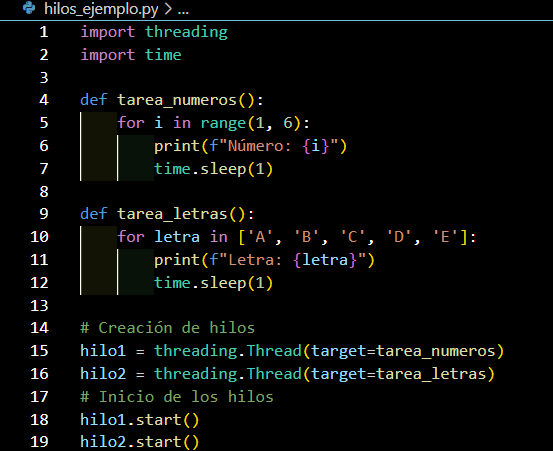 hilos_ejemplo.py > ...
1 import threading
2 import time
3
4 def tarea_numeros():
5     for i in range(1, 6):
6         print(f"Número: {i}")
7         time.sleep(1)
8
9 def tarea_letras():
10     for letra in ['A', 'B', 'C', 'D', 'E']:
11         print(f"Letra: {letra}")
12         time.sleep(1)
13
14 # Creación de hilos
15 hilo1 = threading.Thread(target=tarea_numeros)
16 hilo2 = threading.Thread(target=tarea_letras)
17 # Inicio de los hilos
18 hilo1.start()
19 hilo2.start()